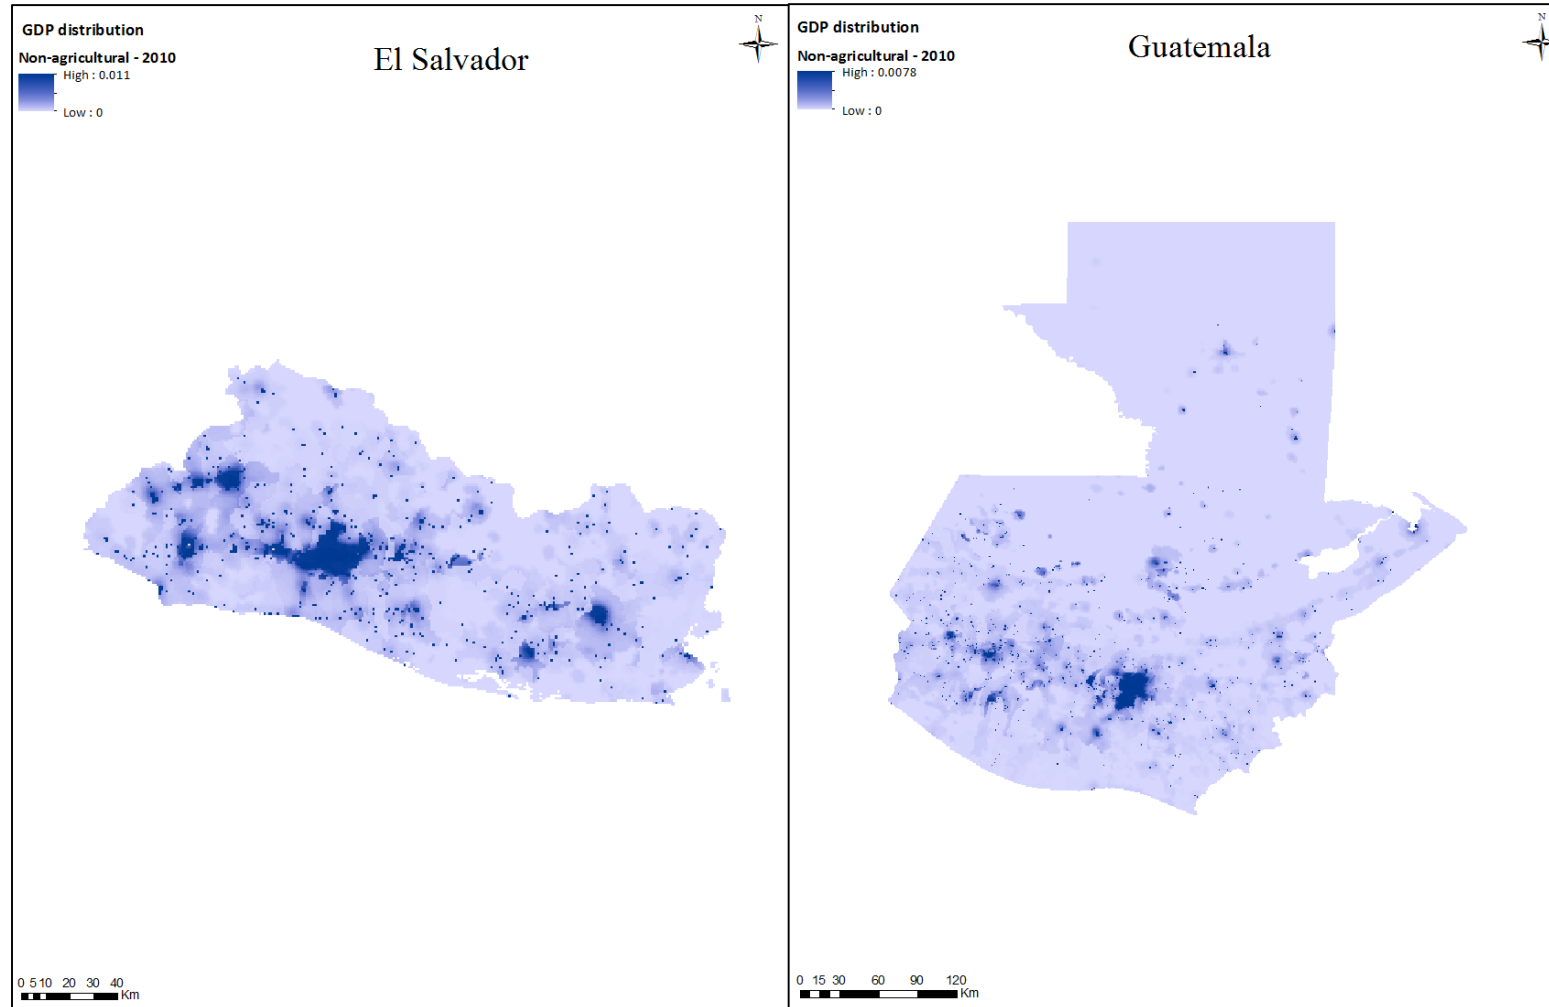 GDP distribution
Non-agricultural - 2010
High : 0.011
Low : 0
El Salvador
N
0 5 10 20 30 40
Km
GDP distribution
Non-agricultural - 2010
High : 0.0078
Low : 0
Guatemala
N
0 15 30 60 90 120
Km